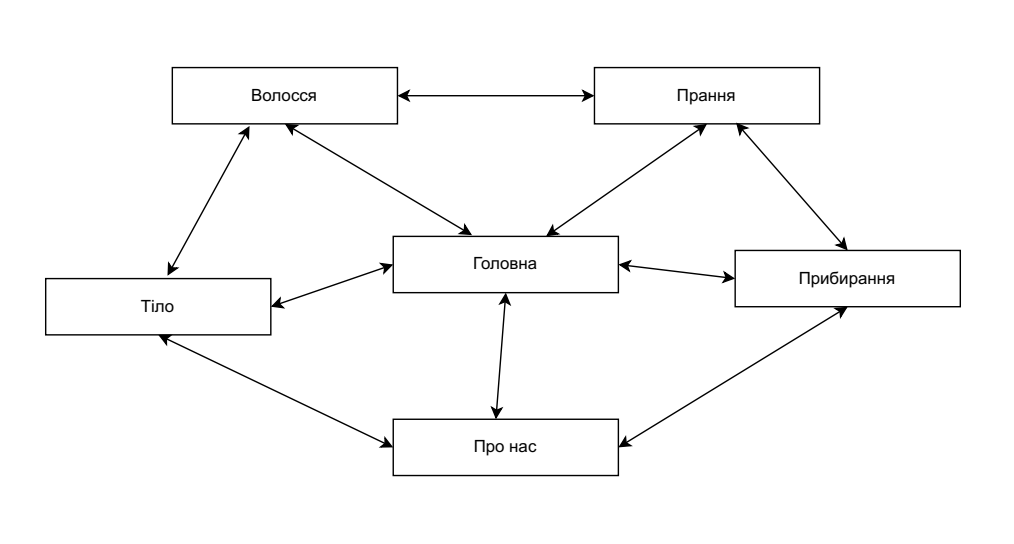 Волосся
Прання
Головна
Прибирання
Тіло
Про нас